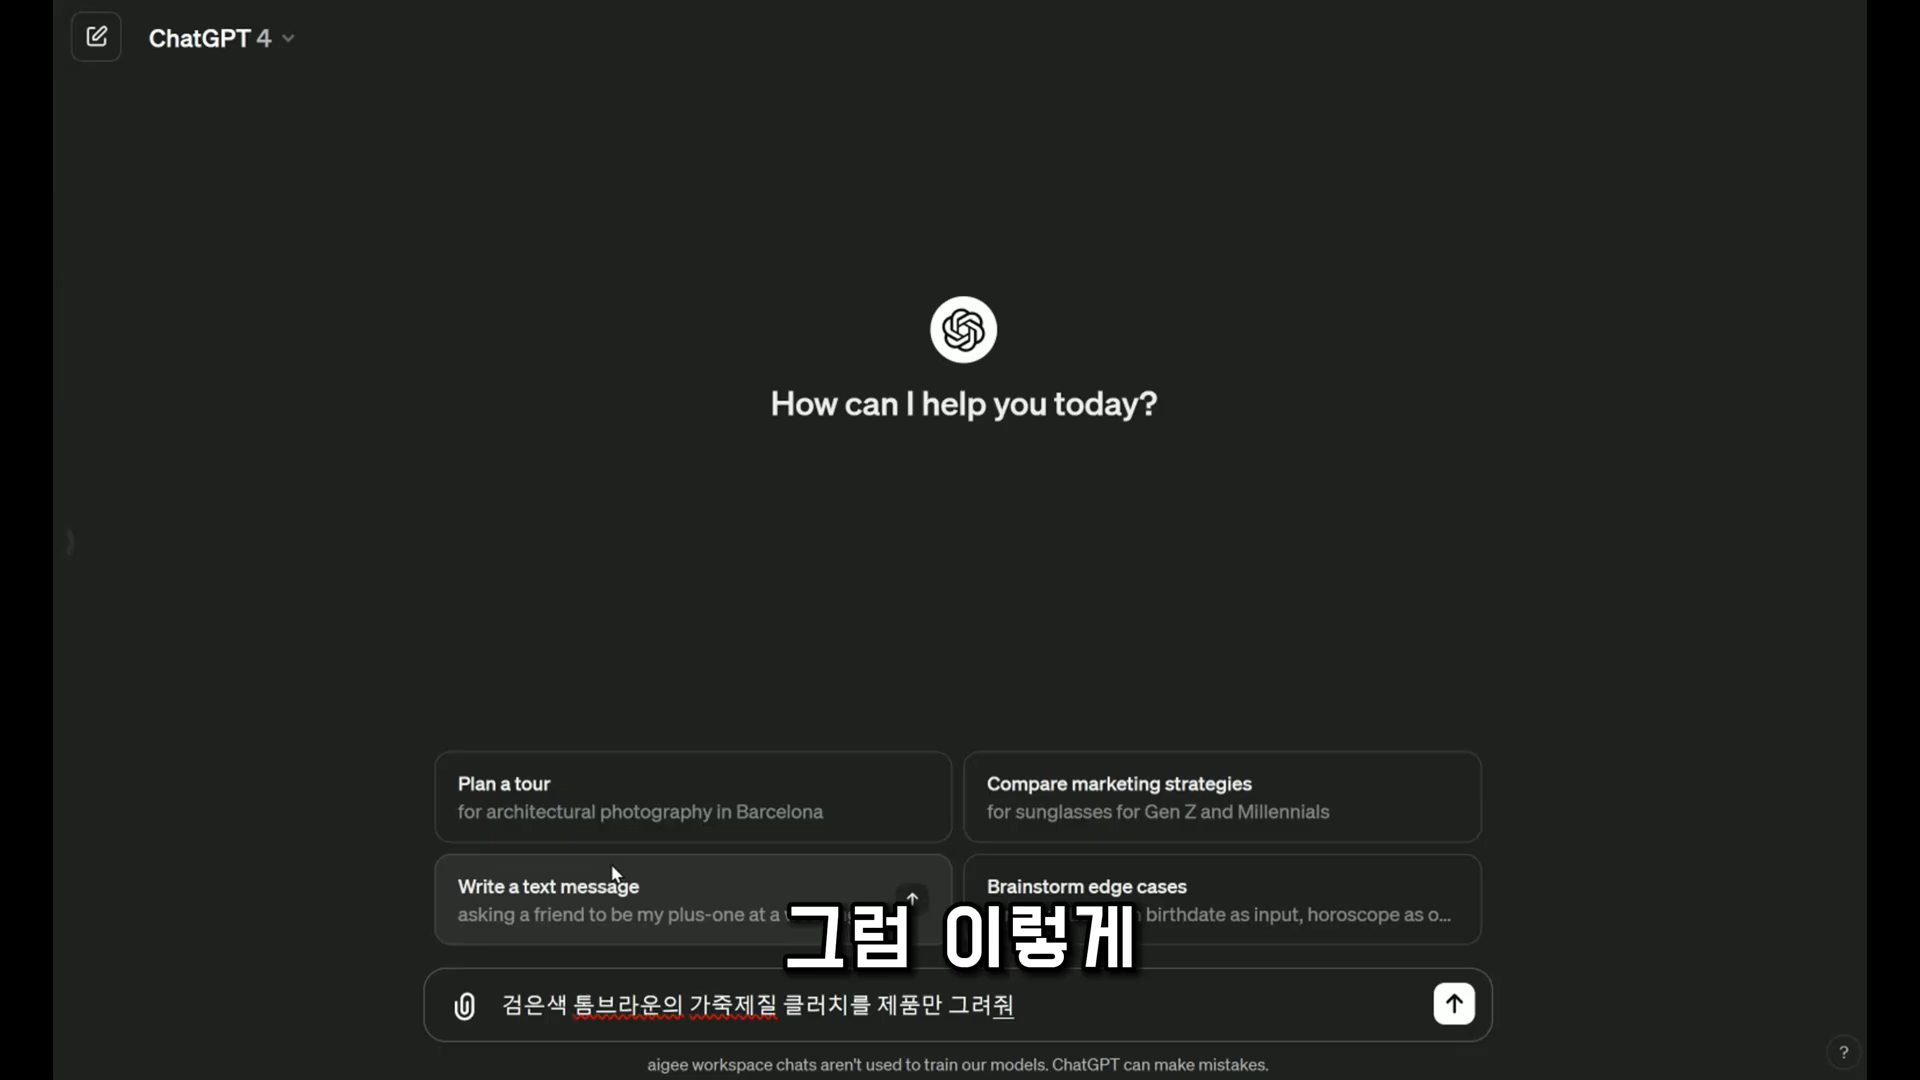 ChatGPT 4
How can I help you today?
Plan a tour
for architectural photography in Barcelona
Compare marketing strategies
for sunglasses for Gen Z and Millennials
Write a text message
asking a friend to be my plus-one at a
Brainstorm edge cases
birthdate as input, horoscope as o...
그럼 이렇게
검은색 톰브라운의 가죽제질 클러치를 제품만 그려줘
aigee workspace chats aren't used to train our models. ChatGPT can make mistakes.
?